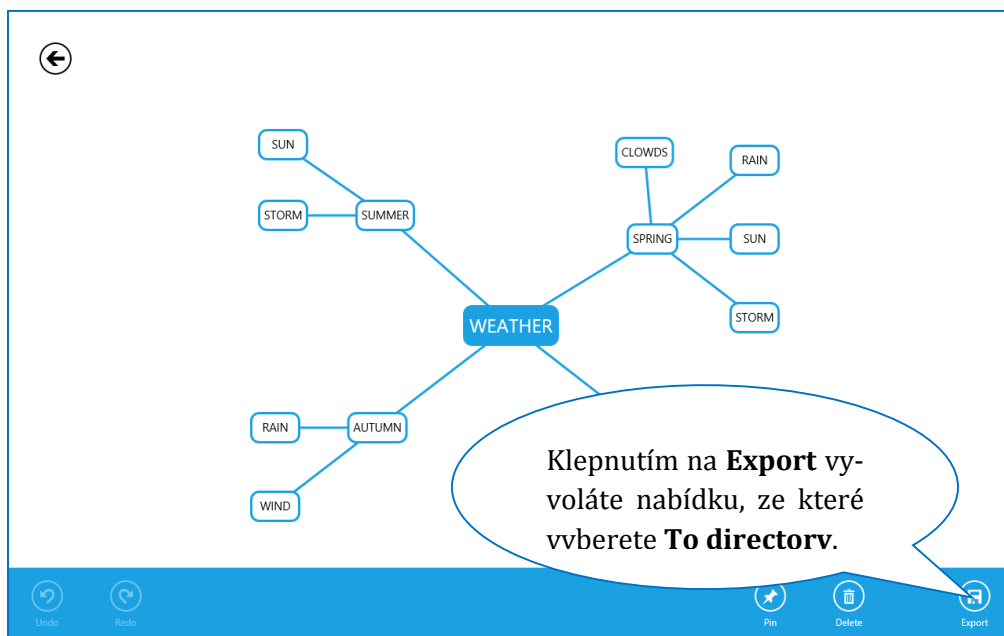 SUN
STORM
SUMMER
CLOWDS
RAIN
SPRING
SUN
STORM
WEATHER
RAIN
AUTUMN
WIND
Klepnutím na Export vy-
voláte nabídku, ze které
vyberete To directory.
Undo
Redo
Pin
Delete
Export